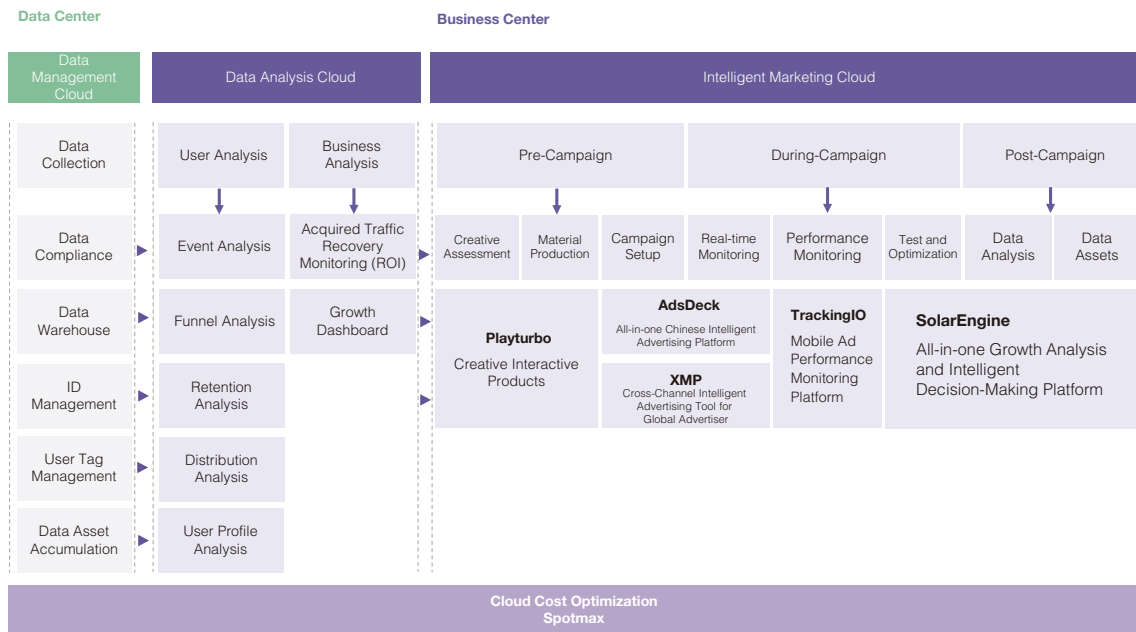 Data Center
Business Center
Data
Management
Cloud
Data Analysis Cloud
Intelligent Marketing Cloud
Data
Collection
User Analysis
Business
Analysis
Pre-Campaign
During-Campaign
Post-Campaign
Data
Compliance
Event Analysis
Acquired Traffic
Recovery
Monitoring (ROI)
Creative
Assessment
Material
Production
Campaign
Setup
Real-time
Monitoring
Performance
Monitoring
Test and
Optimization
Data
Analysis
Data
Assets
Data
Warehouse
Funnel Analysis
Growth
Dashboard
Playturbo
Creative Interactive
Products
AdsDeck
All-in-one Chinese Intelligent
Advertising Platform
XMP
Cross-Channel Intelligent
Advertising Tool for
Global Advertiser
TrackingIO
Mobile Ad
Performance
Monitoring
Platform
SolarEngine
All-in-one Growth Analysis
and Intelligent
Decision-Making Platform
ID
Management
Retention
Analysis
User Tag
Management
Distribution
Analysis
Data Asset
Accumulation
User Profile
Analysis
Cloud Cost Optimization
Spotmax